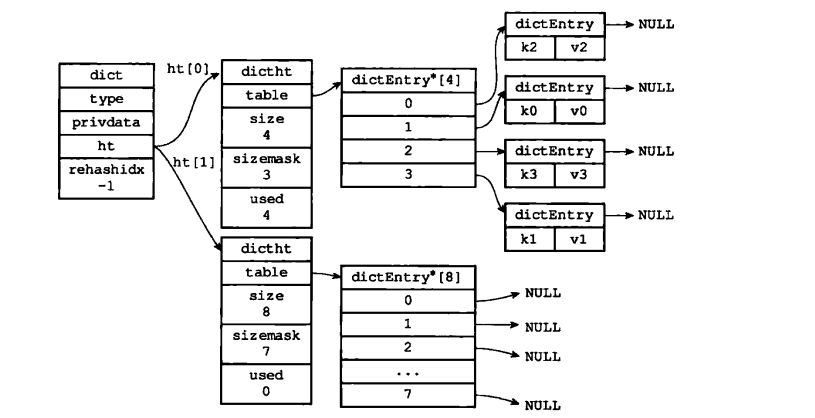 dict
type
privdata
ht
rehashidx
-1
ht[0]
ht[1]
dictht
table
size
4
sizemask
3
used
4
dictEntry*[4]
0
1
2
3
dictEntry
k2 v2
NULL
dictEntry
k0 v0
NULL
dictEntry
k3 v3
NULL
dictEntry
k1 v1
NULL
dictht
table
size
8
sizemask
7
used
0
dictEntry*[8]
0
1
2
...
7
NULL
NULL
NULL
NULL